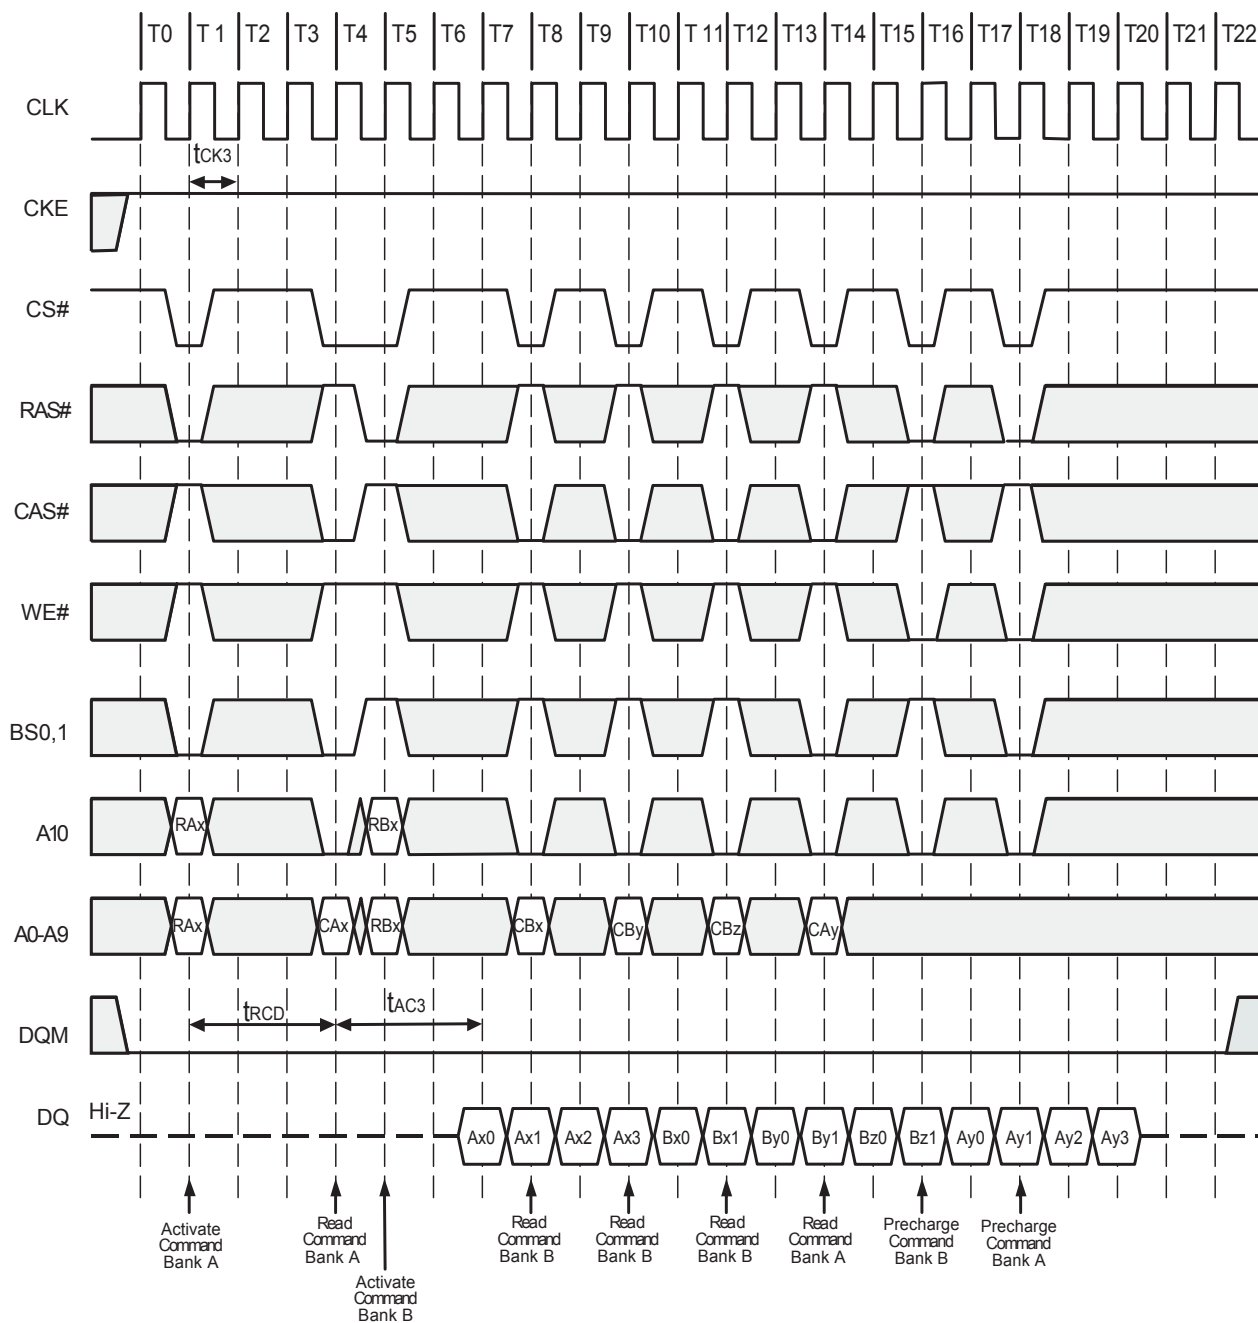 T0 T 1 T2 T3 T4 T5 T6 T7 T8 T9 T10 T 11 T12 T13 T14 T15 T16 T17 T18 T19 T20 T21 T22
CLK
tCK3
CKE
CS#
RAS#
CAS#
WE#
BS0,1
A10 RAx RBx
A0-A9 RAx CAx RBx CBx CBy CBz CAy
tRCD tAC3
DQM
DQ Hi-Z Ax0 Ax1 Ax2 Ax3 Bx0 Bx1 By0 By1 Bz0 Bz1 Ay0 Ay1 Ay2 Ay3
Activate
Command
Bank A
Read
Command
Bank A
Activate
Command
Bank B
Read
Command
Bank B
Read
Command
Bank B
Read
Command
Bank B
Read
Command
Bank A
Precharge
Command
Bank B
Precharge
Command
Bank A